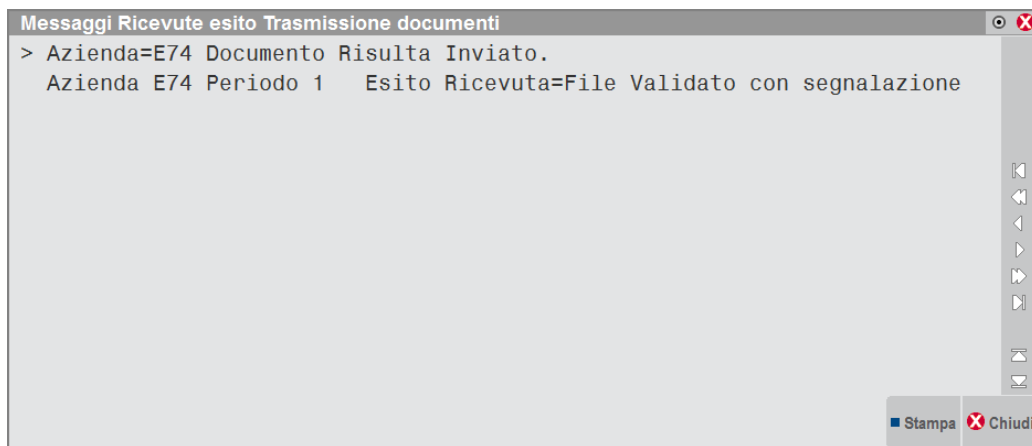 Messaggi Ricevute esito Trasmissione documenti
> Azienda=E74 Documento Risulta Inviato.
Azienda E74 Periodo 1 Esito Ricevuta=File Validato con segnalazione
Stampa Chiudi